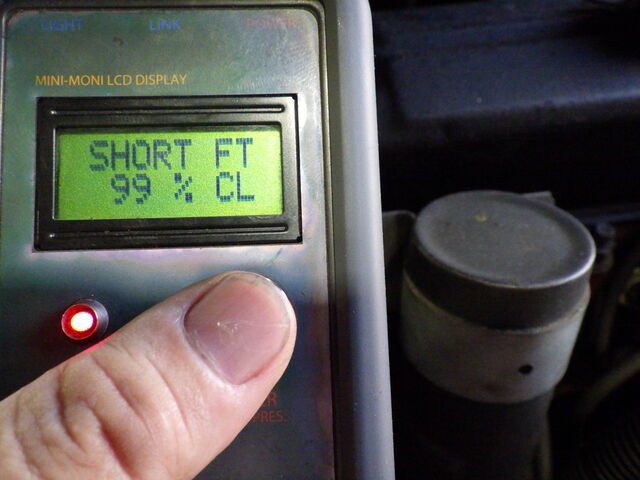 LIGHT LINK POWER
MINI-MONI LCD DISPLAY
SHORT FT
99 % CL
PRES.